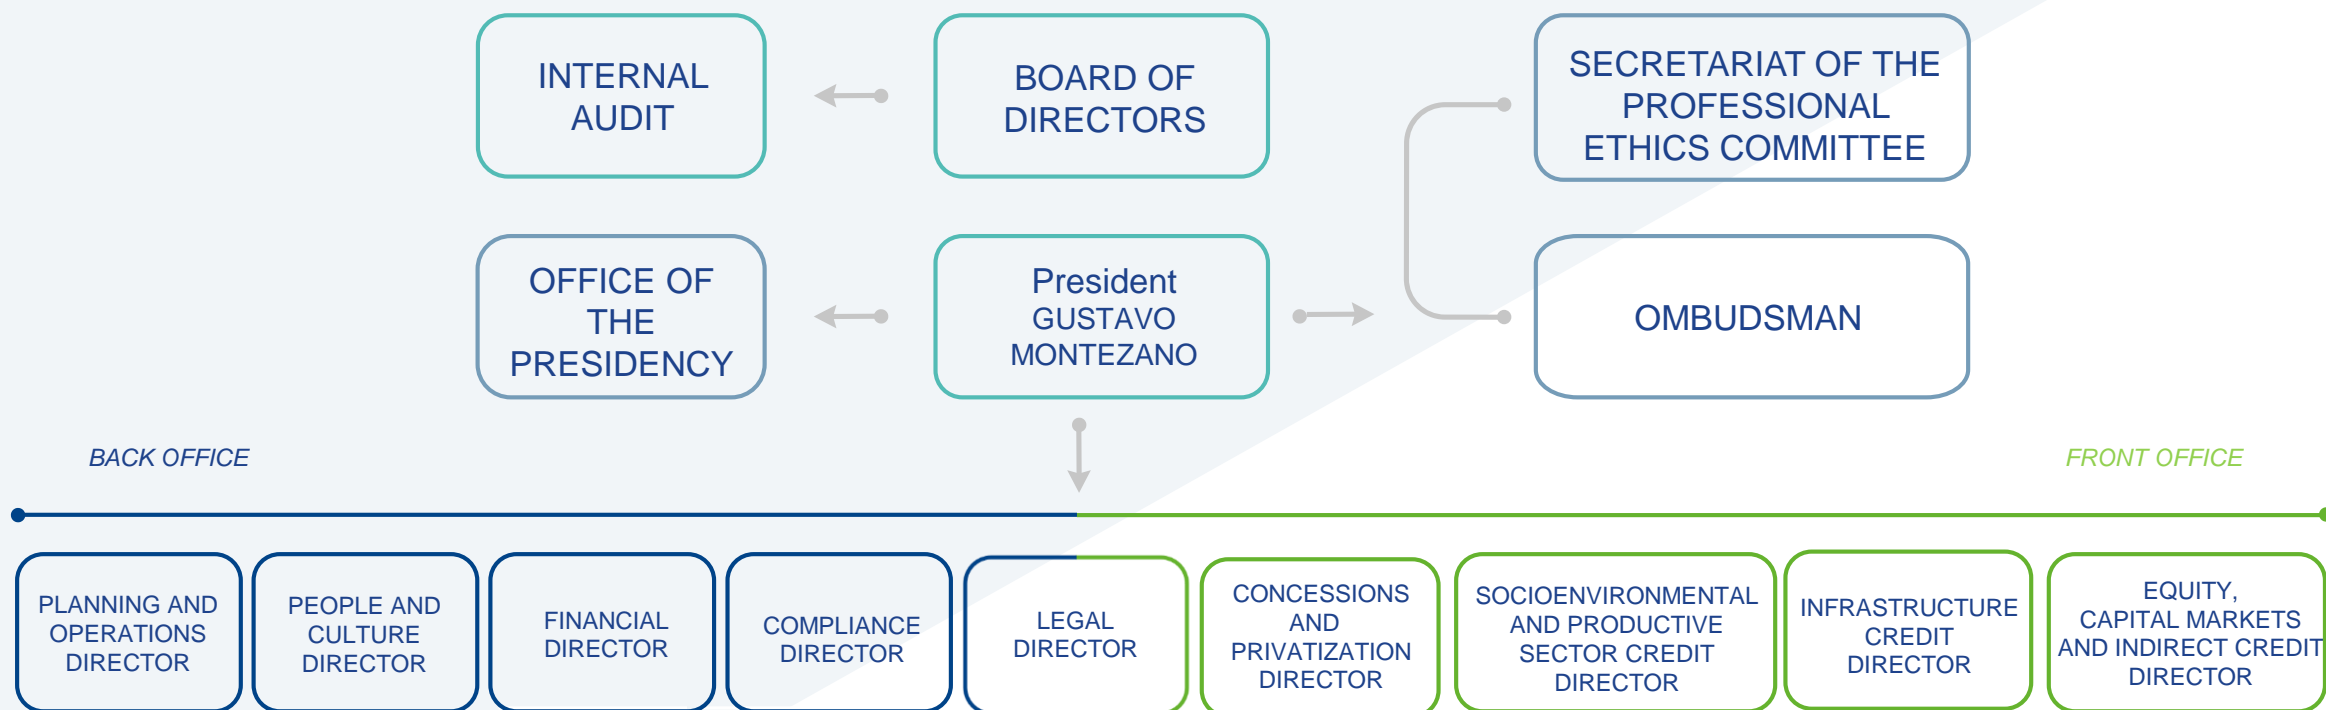 INTERNAL
AUDIT
BOARD OF
DIRECTORS
SECRETARIAT OF THE
PROFESSIONAL
ETHICS COMMITTEE
OFFICE OF
THE
PRESIDENCY
President
GUSTAVO
MONTEZANO
OMBUDSMAN
BACK OFFICE
FRONT OFFICE
PLANNING AND
OPERATIONS
DIRECTOR
PEOPLE AND
CULTURE
DIRECTOR
FINANCIAL
DIRECTOR
COMPLIANCE
DIRECTOR
LEGAL
DIRECTOR
CONCESSIONS
AND
PRIVATIZATION
DIRECTOR
SOCIOENVIRONMENTAL
AND PRODUCTIVE
SECTOR CREDIT
DIRECTOR
INFRASTRUCTURE
CREDIT
DIRECTOR
EQUITY,
CAPITAL MARKETS
AND INDIRECT CREDIT
DIRECTOR